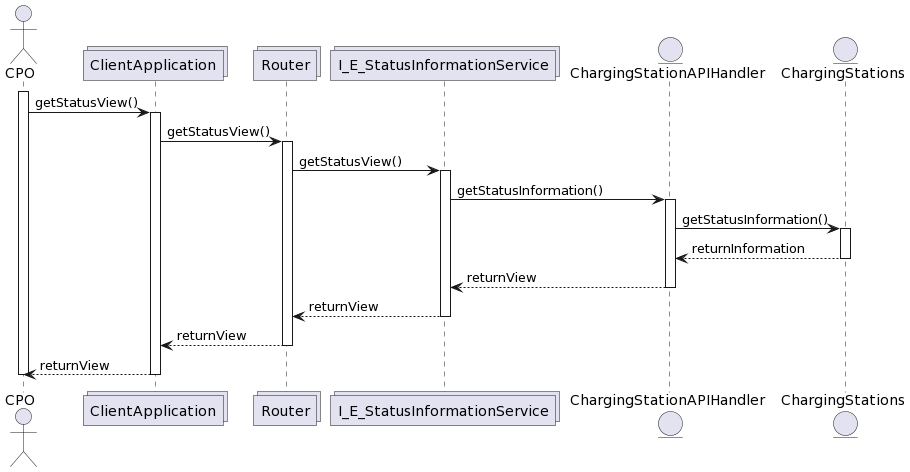 CPO
ClientApplication
Router
I_E_StatusInformationService
ChargingStationAPIHandler
ChargingStations
getStatusView()
getStatusView()
getStatusView()
getStatusInformation()
getStatusInformation()
returnInformation
returnView
returnView
returnView
returnView
CPO
ClientApplication
Router
I_E_StatusInformationService
ChargingStationAPIHandler
ChargingStations